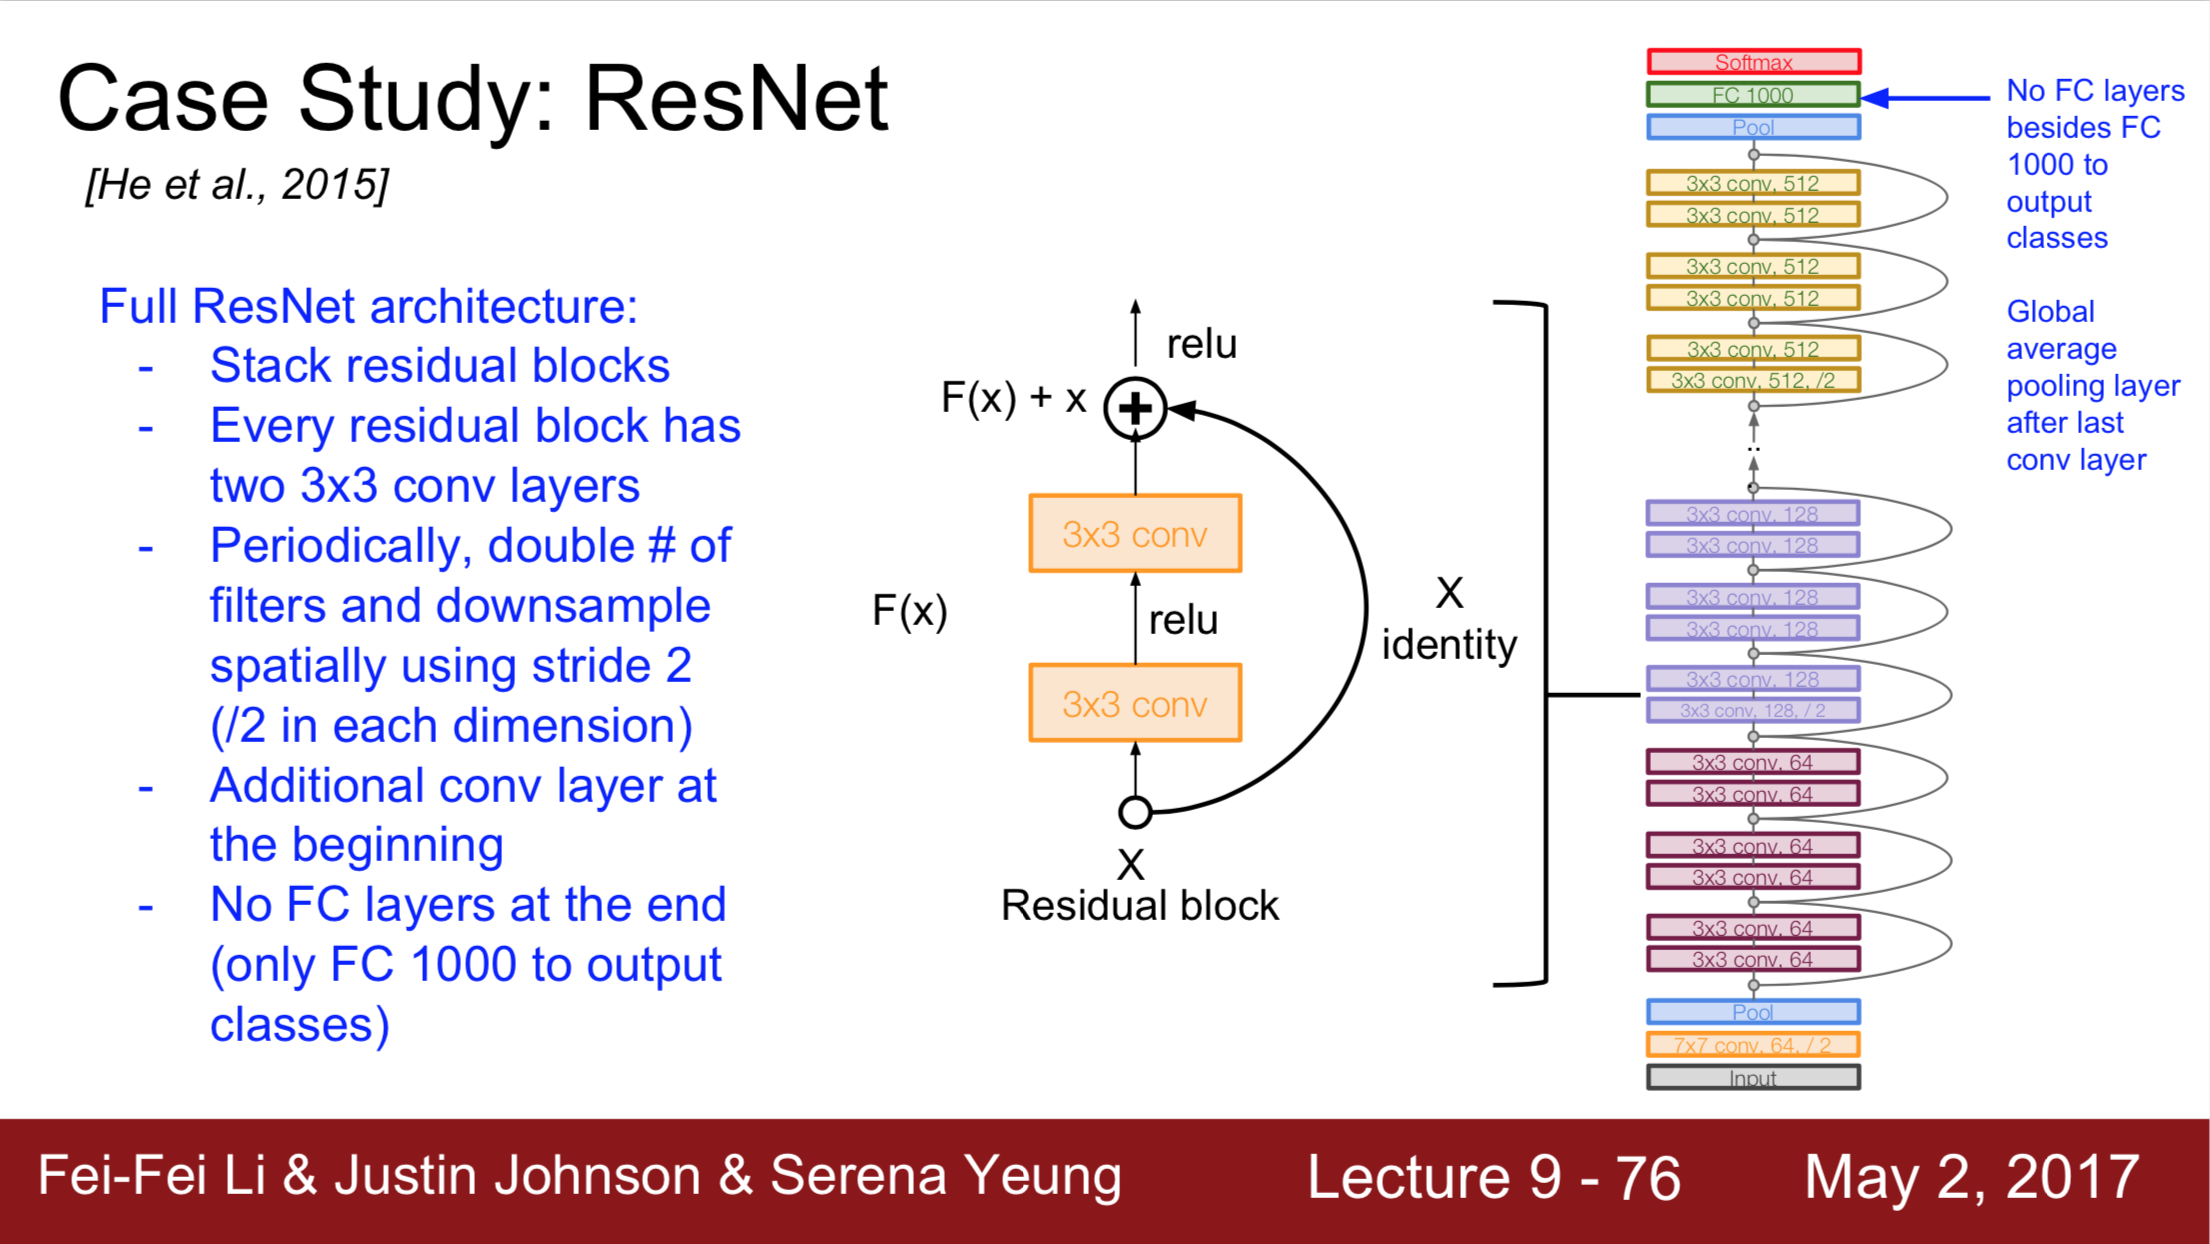 Case Study: ResNet
[He et al., 2015]
Full ResNet architecture:
- Stack residual blocks
- Every residual block has
two 3x3 conv layers
- Periodically, double # of
filters and downsample
spatially using stride 2
(/2 in each dimension)
- Additional conv layer at
the beginning
- No FC layers at the end
(only FC 1000 to output
classes)
relu
F(x) + x
3x3 conv
F(x)
relu
X
identity
3x3 conv
X
Residual block
Softmax
FC 1000
Pool
3x3 conv, 512
3x3 conv, 512
3x3 conv, 512
3x3 conv, 512
3x3 conv, 512
3x3 conv, 512, /2
..
3x3 conv, 128
3x3 conv, 128
3x3 conv, 128
3x3 conv, 128
3x3 conv, 128
3x3 conv, 128, / 2
3x3 conv, 64
3x3 conv, 64
3x3 conv, 64
3x3 conv, 64
3x3 conv, 64
3x3 conv, 64
Pool
7x7 conv, 64, / 2
Input
No FC layers
besides FC
1000 to
output
classes
Global
average
pooling layer
after last
conv layer
Fei-Fei Li & Justin Johnson & Serena Yeung
Lecture 9 - 76
May 2, 2017